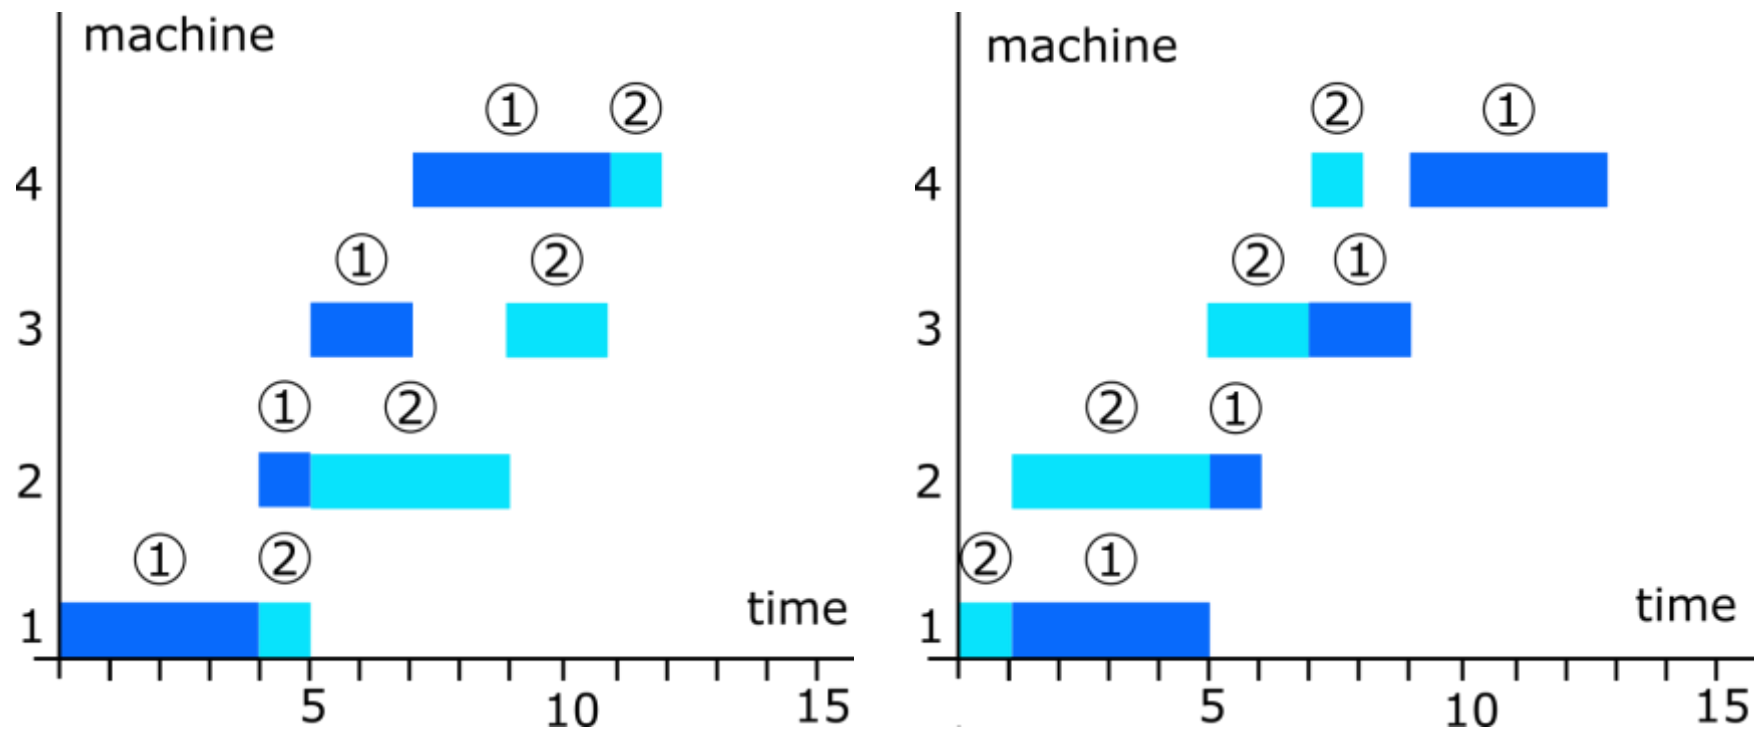 machine
① ②
4
① ②
3
① ②
2
① ②
time
1
5 10 15
machine
② ①
4
② ①
3
② ①
2
② ①
time
1
5 10 15